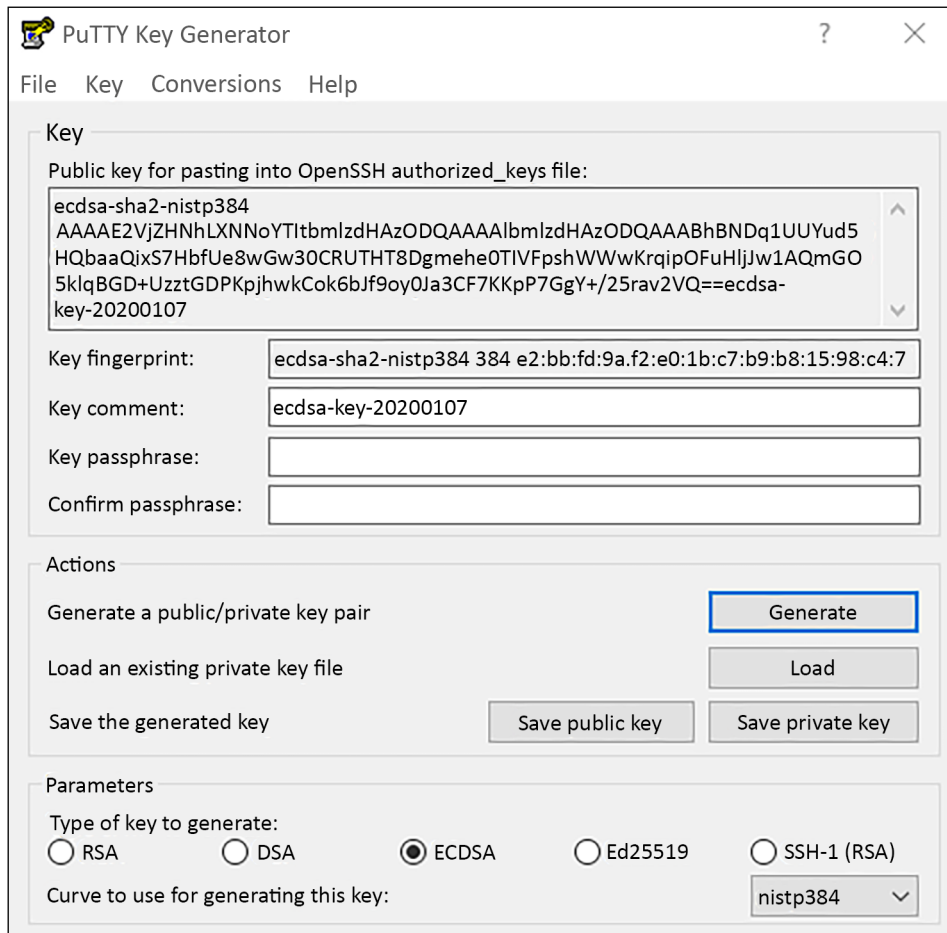 PuTTY Key Generator
?
File Key Conversions Help
Key
Public key for pasting into OpenSSH authorized_keys file:
ecdsa-sha2-nistp384
AAAAE2VjZHNhLXNNoYTItbmlzdHAzODQAAAAlbmlzdHAzODQAAABhBNDq1UUYud5
HQbaaQixS7HbfUe8wGw30CRUTHT8Dgmehe0TIVFpshWWwKrqipOFuHljJw1AQmGO
5klqBGD+UzztGDPKpjhwkCok6bJf9oy0Ja3CF7KKpP7GgY+/25rav2VQ==ecdsa-
key-20200107
Key fingerprint: ecdsa-sha2-nistp384 384 e2:bb:fd:9a.f2:e0:1b:c7:b9:b8:15:98:c4:7
Key comment: ecdsa-key-20200107
Key passphrase:
Confirm passphrase:
Actions
Generate a public/private key pair Generate
Load an existing private key file Load
Save the generated key Save public key Save private key
Parameters
Type of key to generate:
RSA DSA ECDSA Ed25519 SSH-1 (RSA)
Curve to use for generating this key: nistp384